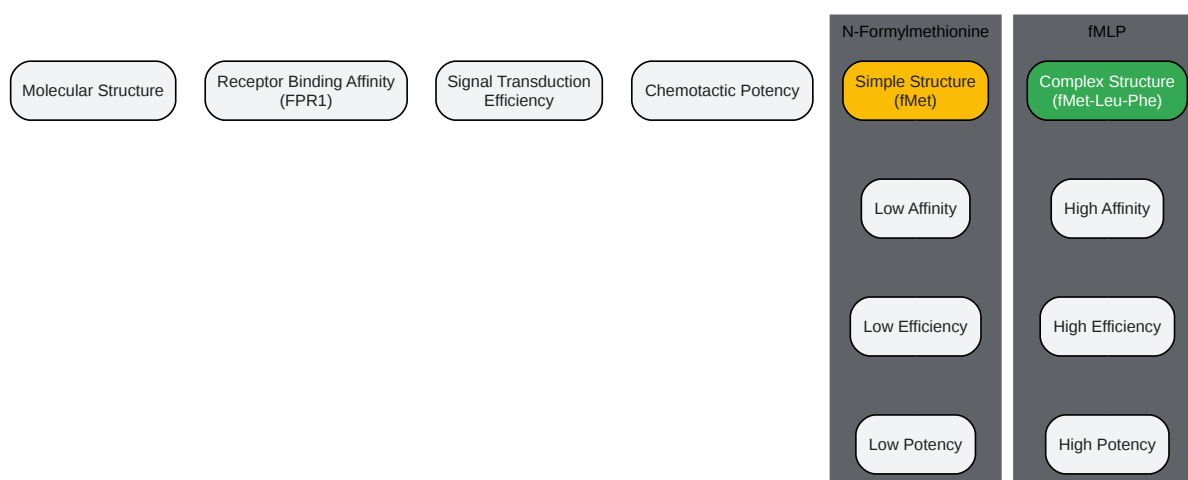 N-Formylmethionine
fMLP
Molecular Structure
Receptor Binding Affinity
(FPR1)
Signal Transduction
Efficiency
Chemotactic Potency
Simple Structure
(fMet)
Complex Structure
(fMet-Leu-Phe)
Low Affinity
High Affinity
Low Efficiency
High Efficiency
Low Potency
High Potency